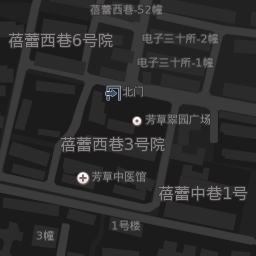 蓓蕾西巷-52幢
电子三十所-2幢
蓓蕾西巷6号院
电子三十所-1幢
北门
芳草翠园广场
蓓蕾西巷3号院
芳草中医馆
蓓蕾中巷1号
1号楼
3幢